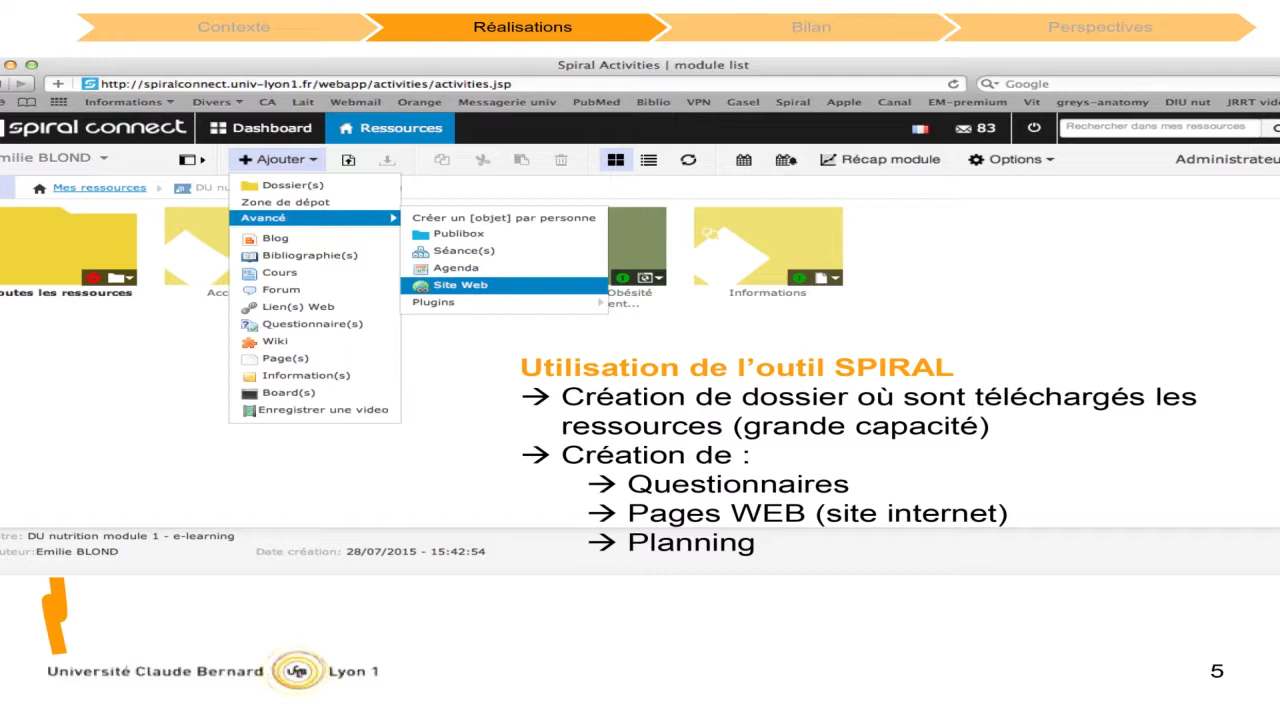 Contexte
Réalisations
Bilan
Perspectives
Spiral Activities | module list
http://spiralconnect.univ-lyon1.fr/webapp/activities/activities.jsp
Google
Informations
Divers
CA
Lait
Webmail
Orange
Messagerie univ
PubMed
Biblio
VPN
Gasel
Spiral
Apple
Canal
EM-premium
Vit
greys-anatomy
DIU nut
JRRT vidé
spiral connect
Dashboard
Ressources
83
Rechercher dans mes ressources
milie BLOND
Ajouter
Récap module
Options
Administrateu
Mes ressources
DU nu
Dossier(s)
Zone de dépot
Avancé
Blog
Bibliographie(s)
Cours
Forum
Lien(s) Web
Questionnaire(s)
Wiki
Page(s)
Information(s)
Board(s)
Enregistrer une video
Créer un [objet] par personne
Publibox
Séance(s)
Agenda
Site Web
Plugins
outes les ressources
Acc
Obésité
ent...
Informations
Utilisation de l’outil SPIRAL
→ Création de dossier où sont téléchargés les
ressources (grande capacité)
→ Création de :
→ Questionnaires
→ Pages WEB (site internet)
→ Planning
tre: DU nutrition module 1 - e-learning
uteur: Emilie BLOND
Date création: 28/07/2015 - 15:42:54
Université Claude Bernard Lyon 1
5